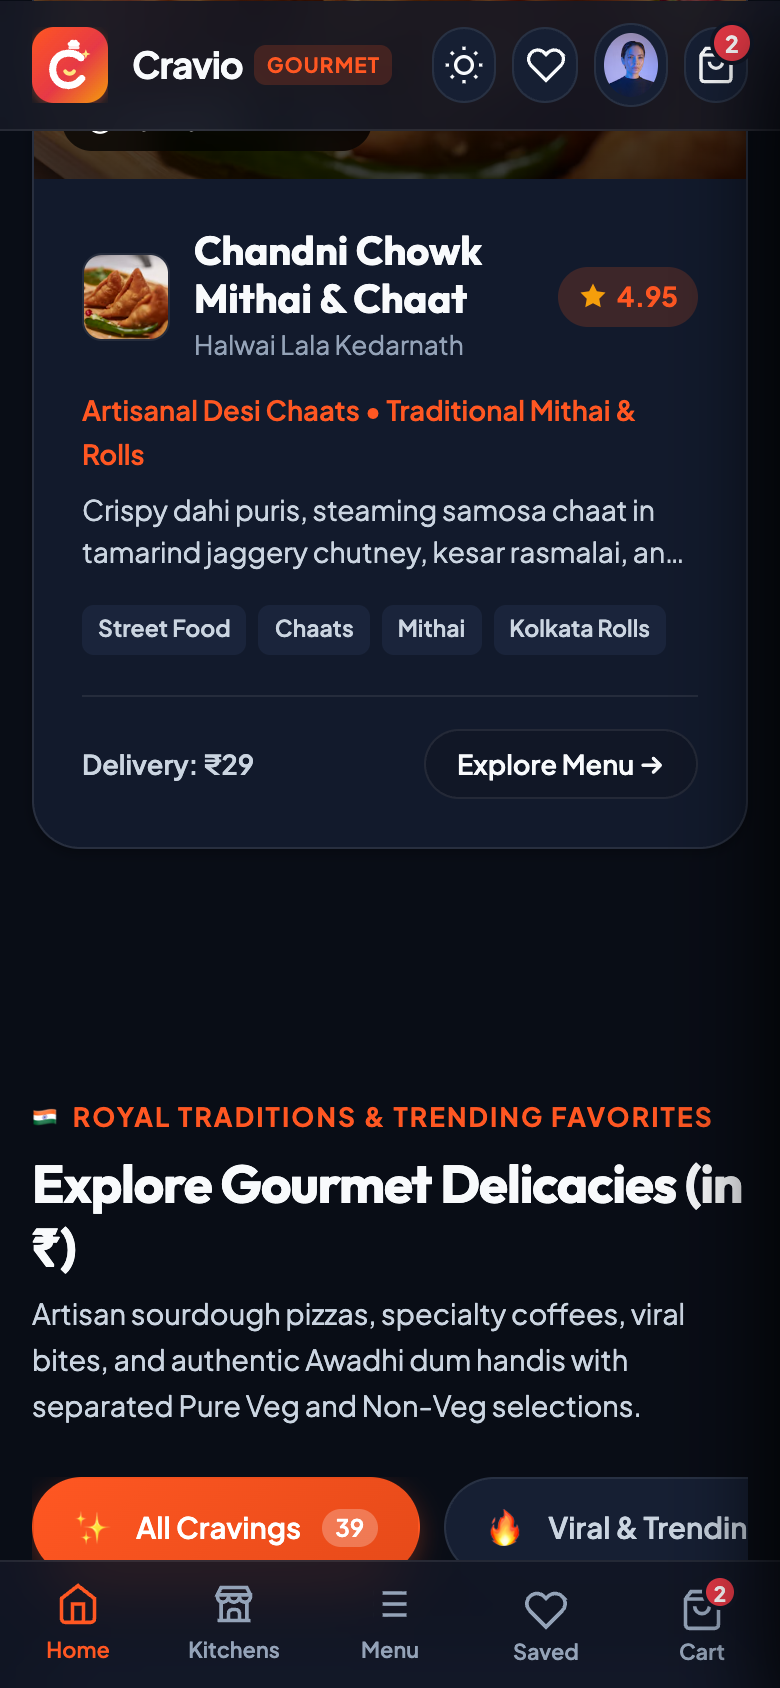 Cravio GOURMET
2
Chandni Chowk
Mithai & Chaat
Halwai Lala Kedarnath
4.95
Artisanal Desi Chaats • Traditional Mithai &
Rolls
Crispy dahi puris, steaming samosa chaat in
tamarind jaggery chutney, kesar rasmalai, an...
Street Food Chaats Mithai Kolkata Rolls
Delivery: ₹29 Explore Menu →
ROYAL TRADITIONS & TRENDING FAVORITES
Explore Gourmet Delicacies (in
₹)
Artisan sourdough pizzas, specialty coffees, viral
bites, and authentic Awadhi dum handis with
separated Pure Veg and Non-Veg selections.
All Cravings 39 Viral & Trendin
2
Home Kitchens Menu Saved Cart